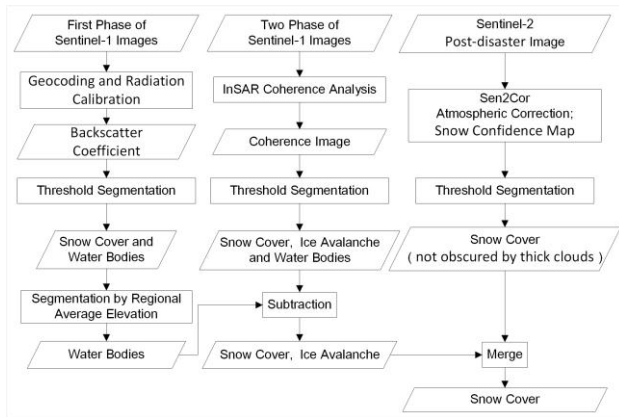 First Phase of
Sentinel-1 Images
Geocoding and Radiation
Calibration
Backscatter
Coefficient
Threshold Segmentation
Snow Cover and
Water Bodies
Segmentation by Regional
Average Elevation
Water Bodies
Two Phase of
Sentinel-1 Images
InSAR Coherence Analysis
Coherence Image
Threshold Segmentation
Snow Cover, Ice Avalanche
and Water Bodies
Subtraction
Snow Cover, Ice Avalanche
Sentinel-2
Post-disaster Image
Sen2Cor
Atmospheric Correction;
Snow Confidence Map
Threshold Segmentation
Snow Cover
( not obscured by thick clouds )
Merge
Snow Cover